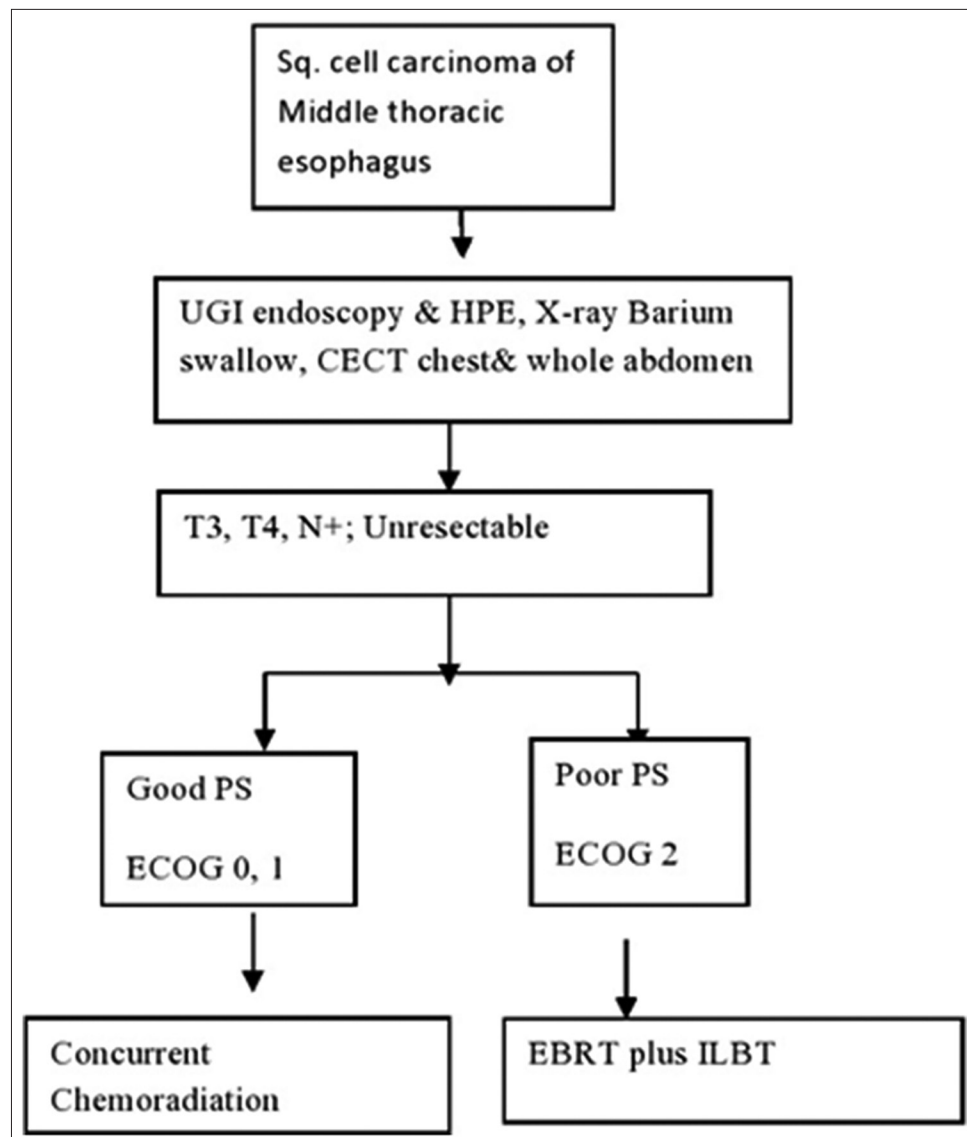 Sq. cell carcinoma of
Middle thoracic
esophagus
UGI endoscopy & HPE, X-ray Barium
swallow, CECT chest& whole abdomen
T3, T4, N+; Unresectable
Good PS
ECOG 0, 1
Poor PS
ECOG 2
Concurrent
Chemoradiation
EBRT plus ILBT